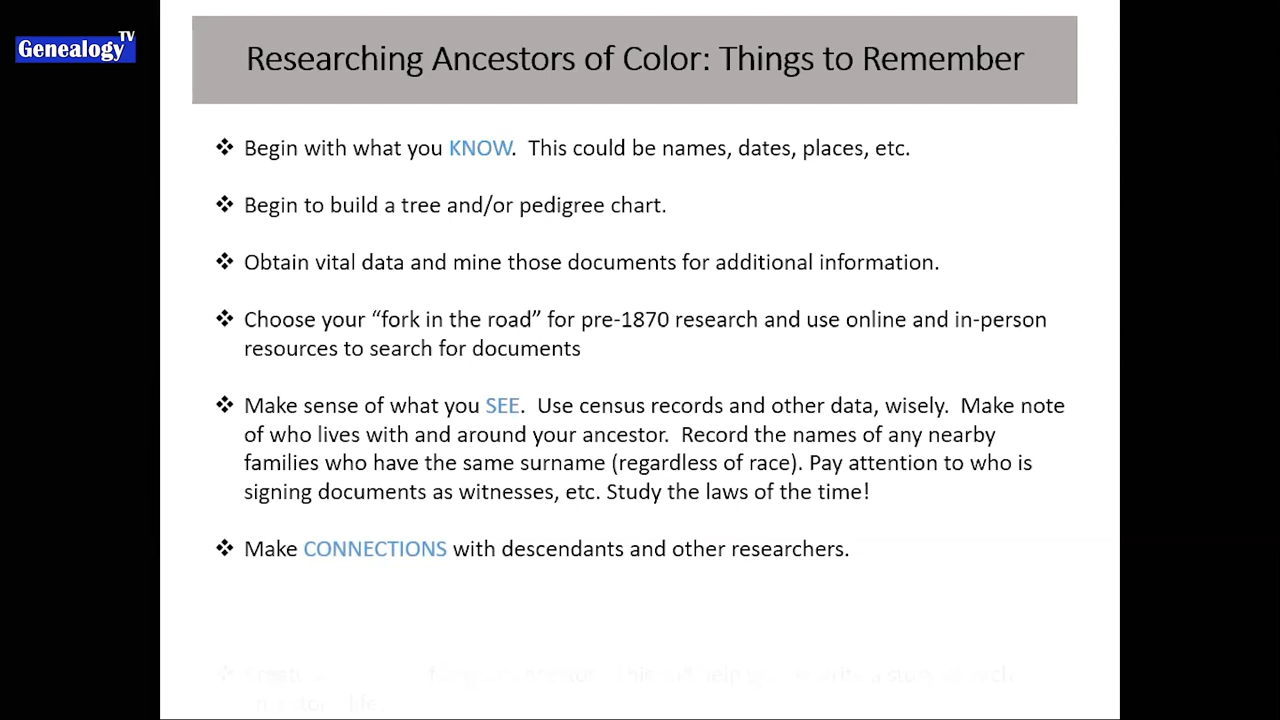 Genealogy TV
Researching Ancestors of Color: Things to Remember
❖ Begin with what you KNOW. This could be names, dates, places, etc.
❖ Begin to build a tree and/or pedigree chart.
❖ Obtain vital data and mine those documents for additional information.
❖ Choose your “fork in the road” for pre-1870 research and use online and in-person
resources to search for documents
❖ Make sense of what you SEE. Use census records and other data, wisely. Make note
of who lives with and around your ancestor. Record the names of any nearby
families who have the same surname (regardless of race). Pay attention to who is
signing documents as witnesses, etc. Study the laws of the time!
❖ Make CONNECTIONS with descendants and other researchers.